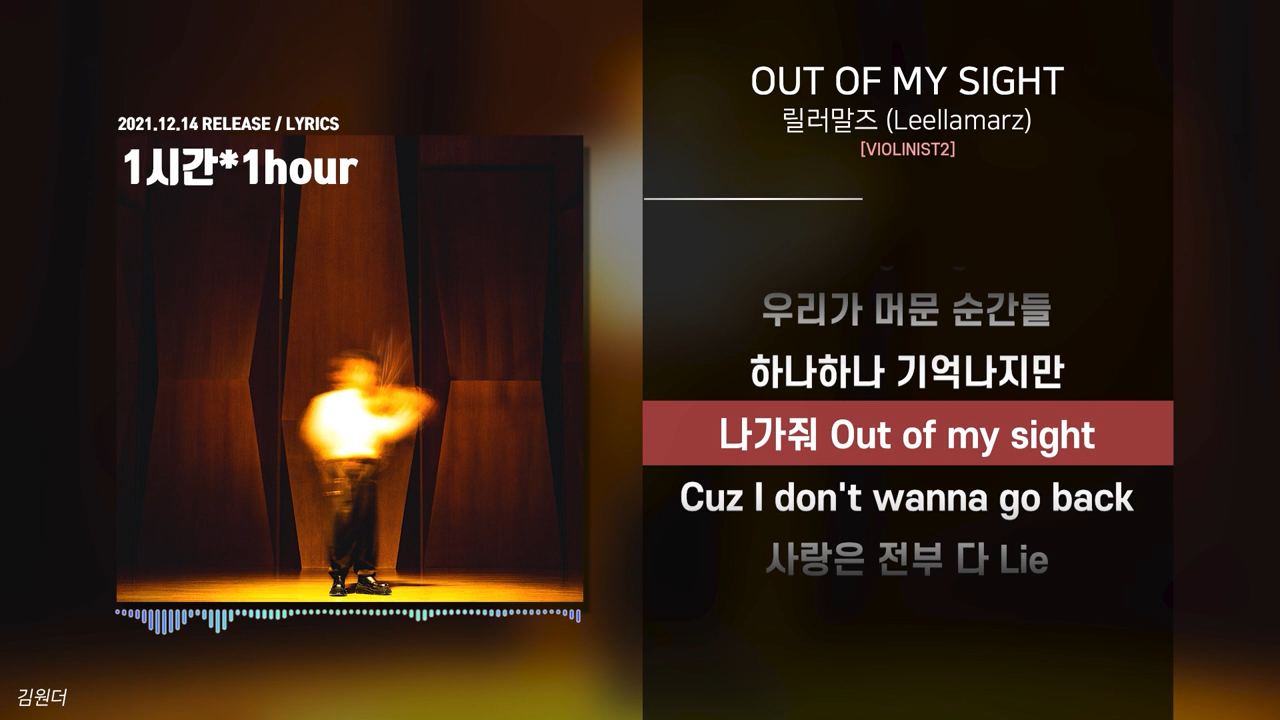 2021.12.14 RELEASE / LYRICS
1시간*1hour
OUT OF MY SIGHT
릴러말즈 (Leellamarz)
[VIOLINIST2]
우리가 머문 순간들
하나하나 기억나지만
나가줘 Out of my sight
Cuz I don't wanna go back
사랑은 전부 다 Lie
김원더